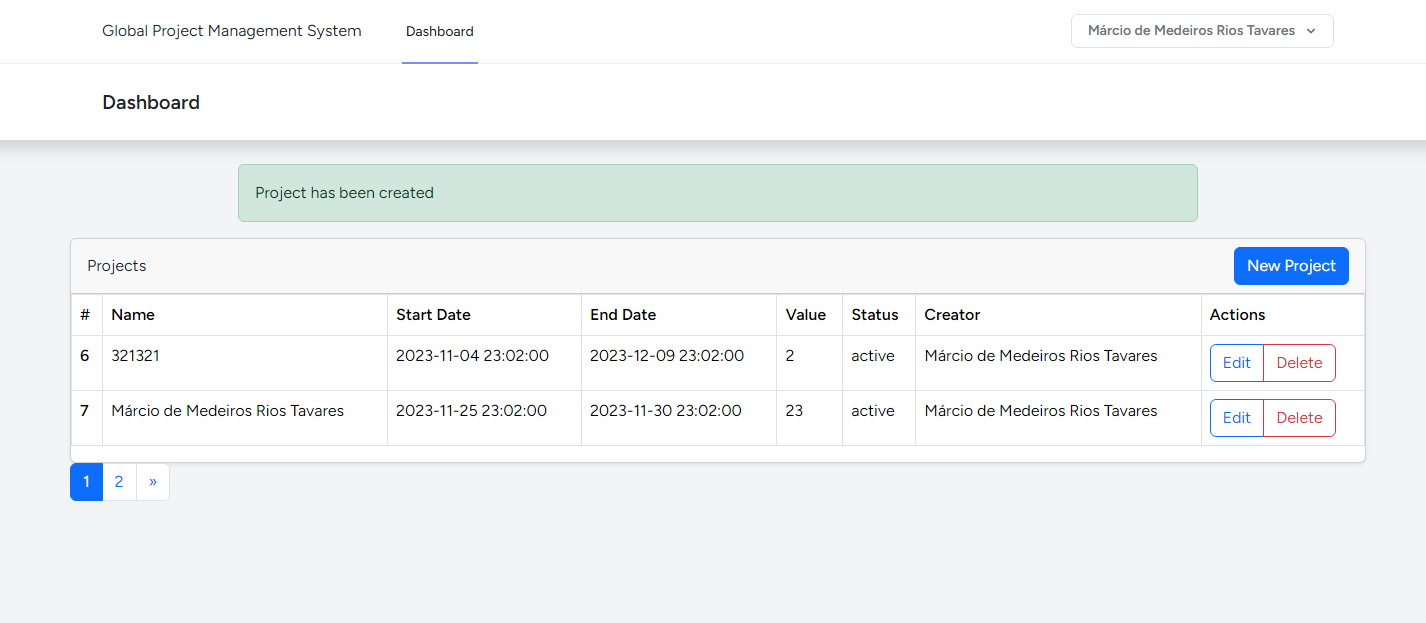 Global Project Management System Dashboard Márcio de Medeiros Rios Tavares
Dashboard
Project has been created
Projects New Project
# Name Start Date End Date Value Status Creator Actions
6 321321 2023-11-04 23:02:00 2023-12-09 23:02:00 2 active Márcio de Medeiros Rios Tavares Edit Delete
7 Márcio de Medeiros Rios Tavares 2023-11-25 23:02:00 2023-11-30 23:02:00 23 active Márcio de Medeiros Rios Tavares Edit Delete
1 2 »